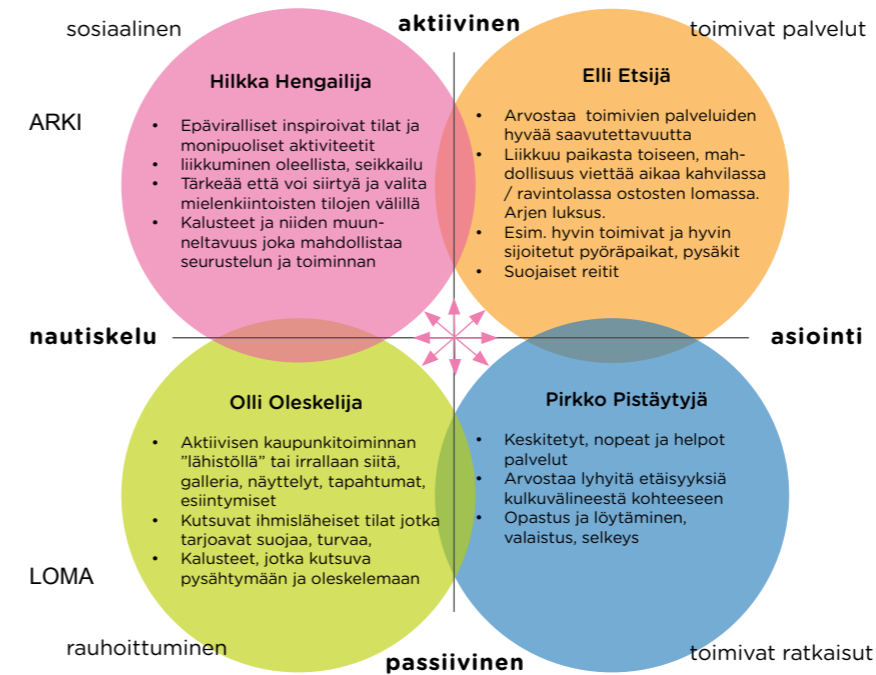 sosiaalinen
aktiivinen
toimivat palvelut
ARKI
Hilkka Hengailija
• Epäviralliset inspiroivat tilat ja
monipuoliset aktiviteetit
• liikkuminen oleellista, seikkailu
• Tärkeää että voi siirtyä ja valita
mielenkiintoisten tilojen välillä
• Kalusteet ja niiden muun-
neltavuus joka mahdollistaa
seurustelun ja toiminnan
Elli Etsijä
• Arvostaa toimivien palveluiden
hyvää saavutettavuutta
• Liikkuu paikasta toiseen, mah-
dollisuus viettää aikaa kahvilassa
/ ravintolassa ostosten lomassa.
Arjen luksus.
• Esim. hyvin toimivat ja hyvin
sijoitetut pyöräpaikat, pysäkit
• Suojaiset reitit
nautiskelu
asiointi
Olli Oleskelija
• Aktiivisen kaupunkitoiminnan
”lähistöllä” tai irrallaan siitä,
galleria, näyttelyt, tapahtumat,
esiintymiset
• Kutsuvat ihmisläheiset tilat jotka
tarjoavat suojaa, turvaa,
• Kalusteet, jotka kutsuva
pysähtymään ja oleskelemaan
Pirkko Pistäytyjä
• Keskitetyt, nopeat ja helpot
palvelut
• Arvostaa lyhyitä etäisyyksiä
kulkuvälineestä kohteeseen
• Opastus ja löytäminen,
valaistus, selkeys
LOMA
rauhoittuminen
passiivinen
toimivat ratkaisut